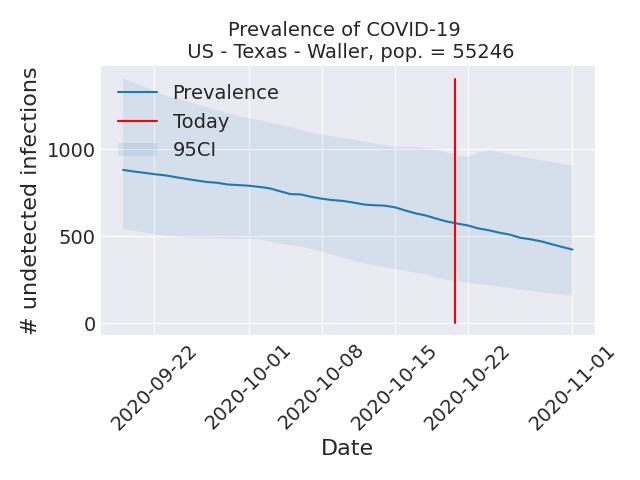 Prevalence of COVID-19
US - Texas - Waller, pop. = 55246
# undetected infections
1000
500
0
Prevalence
Today
95CI
2020-09-22
2020-10-01
2020-10-08
2020-10-15
2020-10-22
2020-11-01
Date